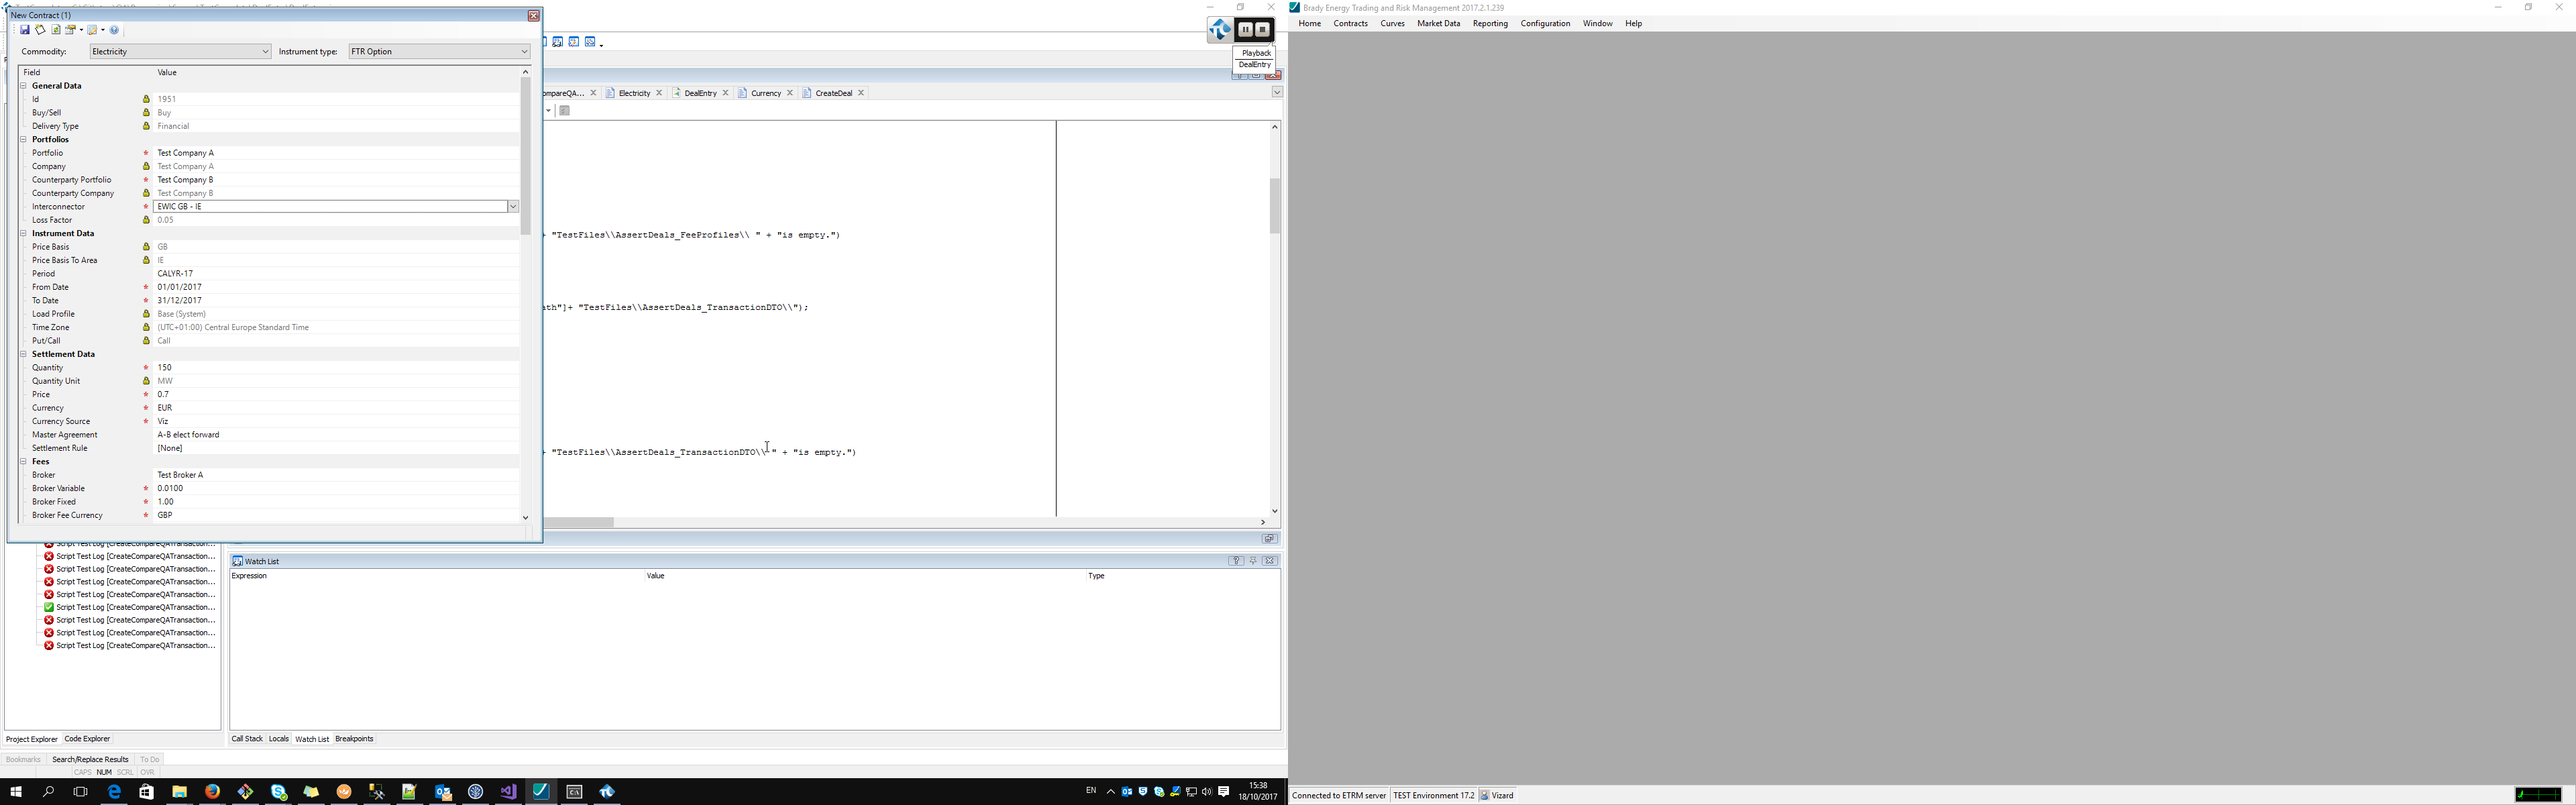 New Contract (1)
Commodity: Electricity Instrument type: FTR Option
Field Value
General Data
Id 1951
Buy/Sell Buy
Delivery Type Financial
Portfolios
Portfolio * Test Company A
Company Test Company A
Counterparty Portfolio * Test Company B
Counterparty Company Test Company B
Interconnector * EWIC GB - IE
Loss Factor 0.05
Instrument Data
Price Basis GB
Price Basis To Area IE
Period CALYR-17
From Date * 01/01/2017
To Date * 31/12/2017
Load Profile Base (System)
Time Zone (UTC+01:00) Central Europe Standard Time
Put/Call Call
Settlement Data
Quantity * 150
Quantity Unit MW
Price * 0.7
Currency * EUR
Currency Source * Viz
Master Agreement A-B elect forward
Settlement Rule [None]
Fees
Broker Test Broker A
Broker Variable * 0.0100
Broker Fixed * 1.00
Broker Fee Currency * GBP
Playback
DealEntry
ompareQA... Electricity DealEntry Currency CreateDeal
+ "TestFiles\\AssertDeals_FeeProfiles\\ " + "is empty.")
ath"]+ "TestFiles\\AssertDeals_TransactionDTO\\");
+ "TestFiles\\AssertDeals_TransactionDTO\\ " + "is empty.")
Script Test Log [CreateCompareQATransaction...
Script Test Log [CreateCompareQATransaction...
Script Test Log [CreateCompareQATransaction...
Script Test Log [CreateCompareQATransaction...
Script Test Log [CreateCompareQATransaction...
Script Test Log [CreateCompareQATransaction...
Script Test Log [CreateCompareQATransaction...
Script Test Log [CreateCompareQATransaction...
Script Test Log [CreateCompareQATransaction...
Watch List
Expression Value Type
Project Explorer Code Explorer
Call Stack Locals Watch List Breakpoints
Bookmarks Search/Replace Results To Do
CAPS NUM SCRL OVR
EN
15:38
18/10/2017
Brady Energy Trading and Risk Management 2017.2.1.239
Home Contracts Curves Market Data Reporting Configuration Window Help
Connected to ETRM server TEST Environment 17.2 Vizard